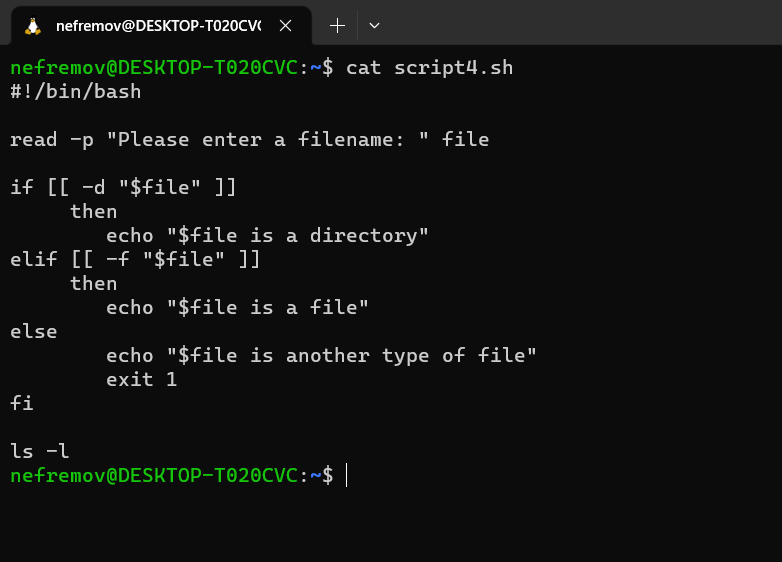 nefremov@DESKTOP-T020CVC
nefremov@DESKTOP-T020CVC:~$ cat script4.sh
#!/bin/bash

read -p "Please enter a filename: " file

if [[ -d "$file" ]]
     then
        echo "$file is a directory"
elif [[ -f "$file" ]]
     then
        echo "$file is a file"
else
        echo "$file is another type of file"
        exit 1
fi

ls -l
nefremov@DESKTOP-T020CVC:~$